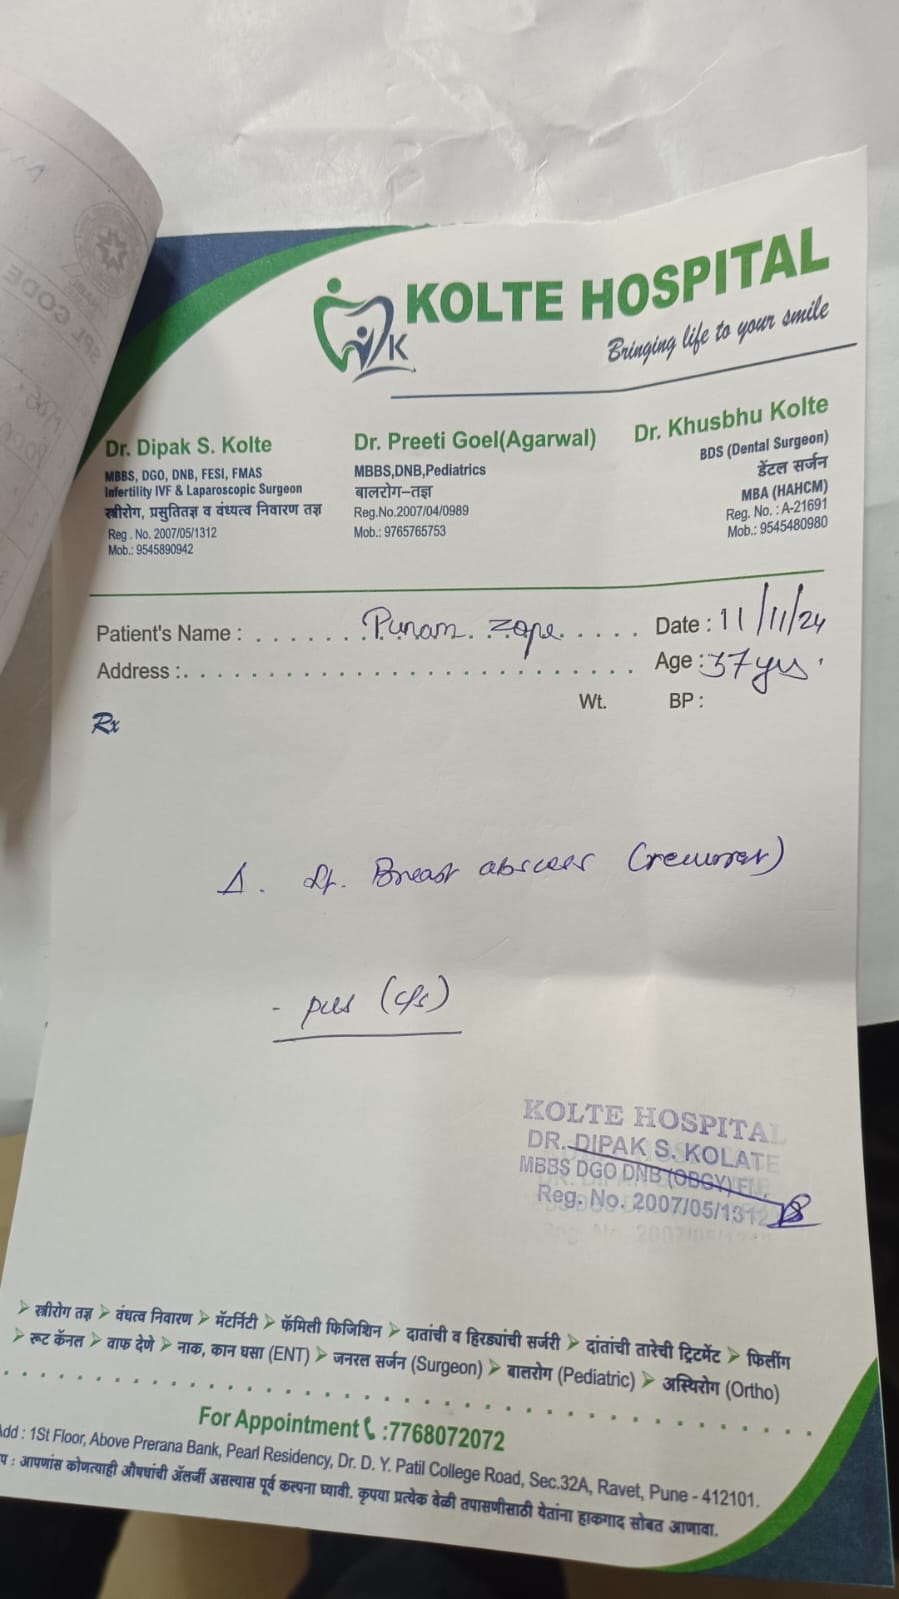 KOLTE HOSPITAL
Bringing life to your smile
K
Dr. Dipak S. Kolte
MBBS, DGO, DNB, FESI, FMAS
Infertility IVF & Laparoscopic Surgeon
स्त्रीरोग, प्रसुतितज्ञ व वंध्यत्व निवारण तज्ञ
Reg . No. 2007/05/1312
Mob.: 9545890942
Dr. Preeti Goel(Agarwal)
MBBS,DNB,Pediatrics
बालरोग-तज्ञ
Reg.No.2007/04/0989
Mob.: 9765765753
Dr. Khusbhu Kolte
BDS (Dental Surgeon)
डेंटल सर्जन
MBA (HAHCM)
Reg. No. : A-21691
Mob.: 9545480980
Patient's Name : Punam Zope Date : 11/11/24
Address : Age : 37 yrs.
Wt. BP :
Rx
Δ. Lt. Breast abscess (recurrent)
- pus (c/s)
KOLTE HOSPITAL
DR. DIPAK S. KOLATE
MBBS DGO DNB (OBGY)
Reg. No. 2007/05/1312
➤ स्त्रीरोग तज्ञ ➤ वंधत्व निवारण ➤ मॅटर्निटी ➤ फॅमिली फिजिशिन ➤ दातांची व हिरड्यांची सर्जरी ➤ दांतांची तारेची ट्रिटमेंट ➤ फिलींग
➤ रूट कॅनल ➤ वाफ देणे ➤ नाक, कान घसा (ENT) ➤ जनरल सर्जन (Surgeon) ➤ बालरोग (Pediatric) ➤ अस्थिरोग (Ortho)
For Appointment :7768072072
Add : 1St Floor, Above Prerana Bank, Pearl Residency, Dr. D. Y. Patil College Road, Sec.32A, Ravet, Pune - 412101.
आपणांस कोणत्याही औषधांची ॲलर्जी असल्यास पूर्व कल्पना घ्यावी. कृपया प्रत्येक वेळी तपासणीसाठी येतांना हाकगाद सोबत आणावा.